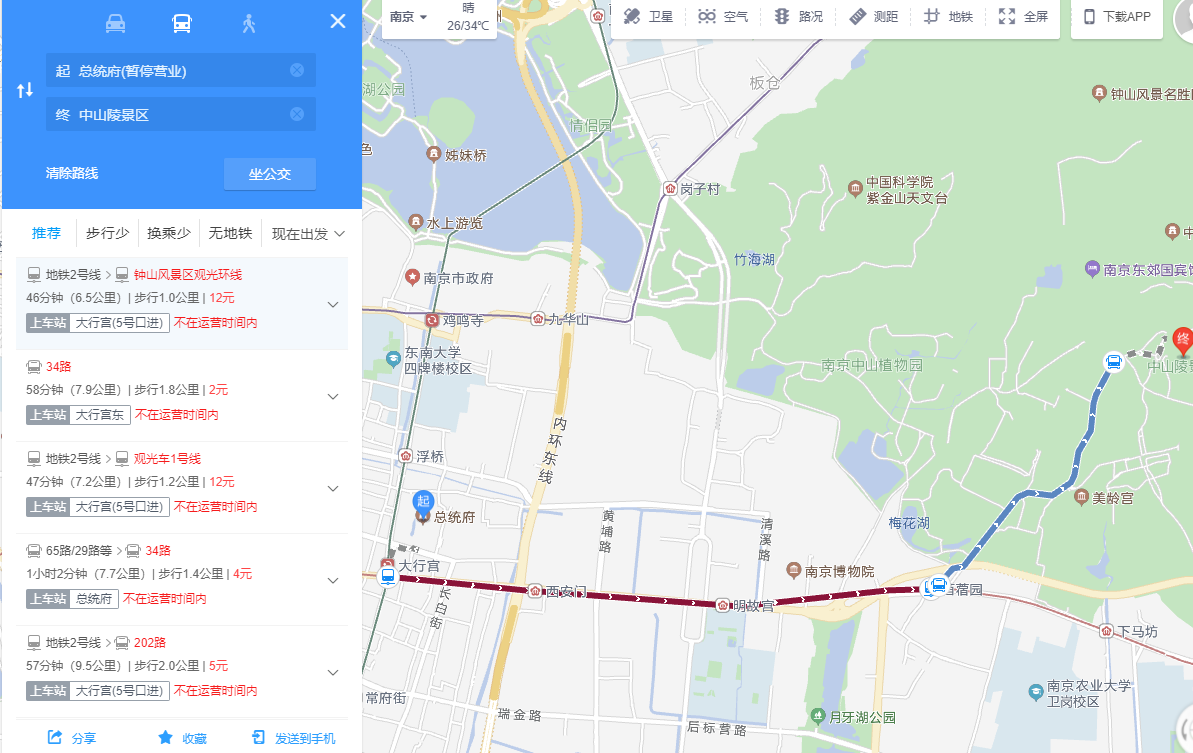 起 总统府(暂停营业)
终 中山陵景区
清除路线
坐公交
推荐 步行少 换乘少 无地铁 现在出发
地铁2号线 > 钟山风景区观光环线
46分钟（6.5公里）| 步行1.0公里 | 12元
上车站 大行宫(5号口进) 不在运营时间内
34路
58分钟（7.9公里）| 步行1.8公里 | 2元
上车站 大行宫东 不在运营时间内
地铁2号线 > 观光车1号线
47分钟（7.2公里）| 步行1.2公里 | 12元
上车站 大行宫(5号口进) 不在运营时间内
65路/29路等 > 34路
1小时2分钟（7.7公里）| 步行1.4公里 | 4元
上车站 总统府 不在运营时间内
地铁2号线 > 202路
57分钟（9.5公里）| 步行2.0公里 | 5元
上车站 大行宫(5号口进) 不在运营时间内
分享 收藏 发送到手机
南京
晴
26/34℃
卫星 空气 路况 测距 地铁 全屏
下载APP
板仓
湖公园
情侣园
钟山风景名胜
姊妹桥
岗子村
中国科学院
紫金山天文台
水上游览
竹海湖
南京东郊国宾
南京市政府
鸡鸣寺
九华山
终
东南大学
四牌楼校区
南京中山植物园
中山陵景
内环东线
浮桥
起
总统府
美龄宫
黄埔路
清溪路
梅花湖
大行宫
南京博物院
西安门
明故宫
苜蓿园
长白街
下马坊
南京农业大学
卫岗校区
常府街
瑞金路
月牙湖公园
后标营路